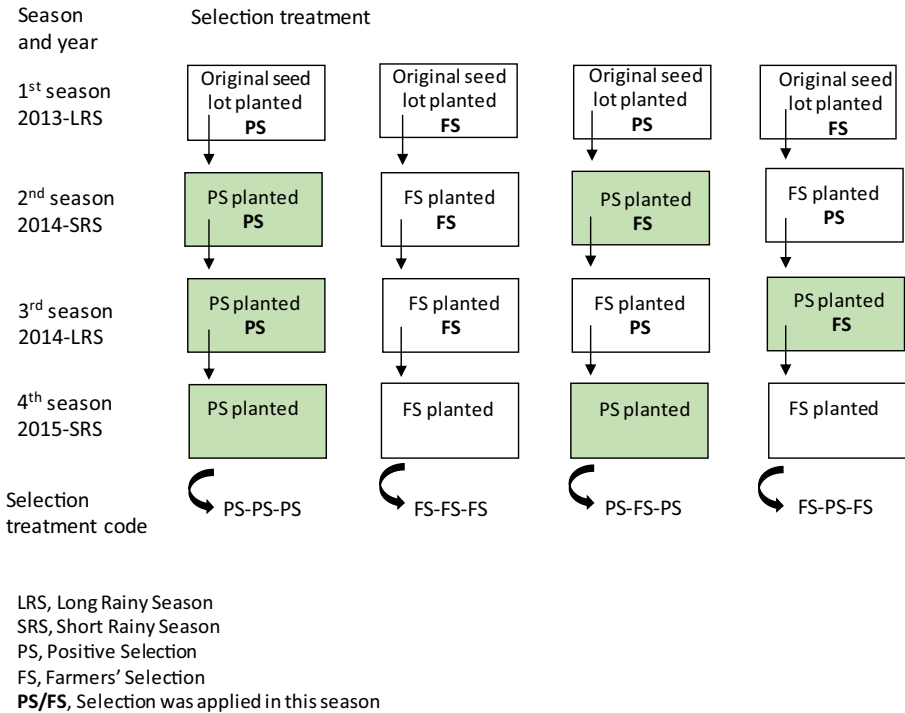 Season
and year
Selection treatment
1st season
2013-LRS
Original seed
lot planted
PS
Original seed
lot planted
FS
Original seed
lot planted
PS
Original seed
lot planted
FS
2nd season
2014-SRS
PS planted
PS
FS planted
FS
PS planted
FS
FS planted
PS
3rd season
2014-LRS
PS planted
PS
FS planted
FS
FS planted
PS
PS planted
FS
4th season
2015-SRS
PS planted
FS planted
PS planted
FS planted
Selection
treatment code
PS-PS-PS
FS-FS-FS
PS-FS-PS
FS-PS-FS
LRS, Long Rainy Season
SRS, Short Rainy Season
PS, Positive Selection
FS, Farmers’ Selection
PS/FS, Selection was applied in this season